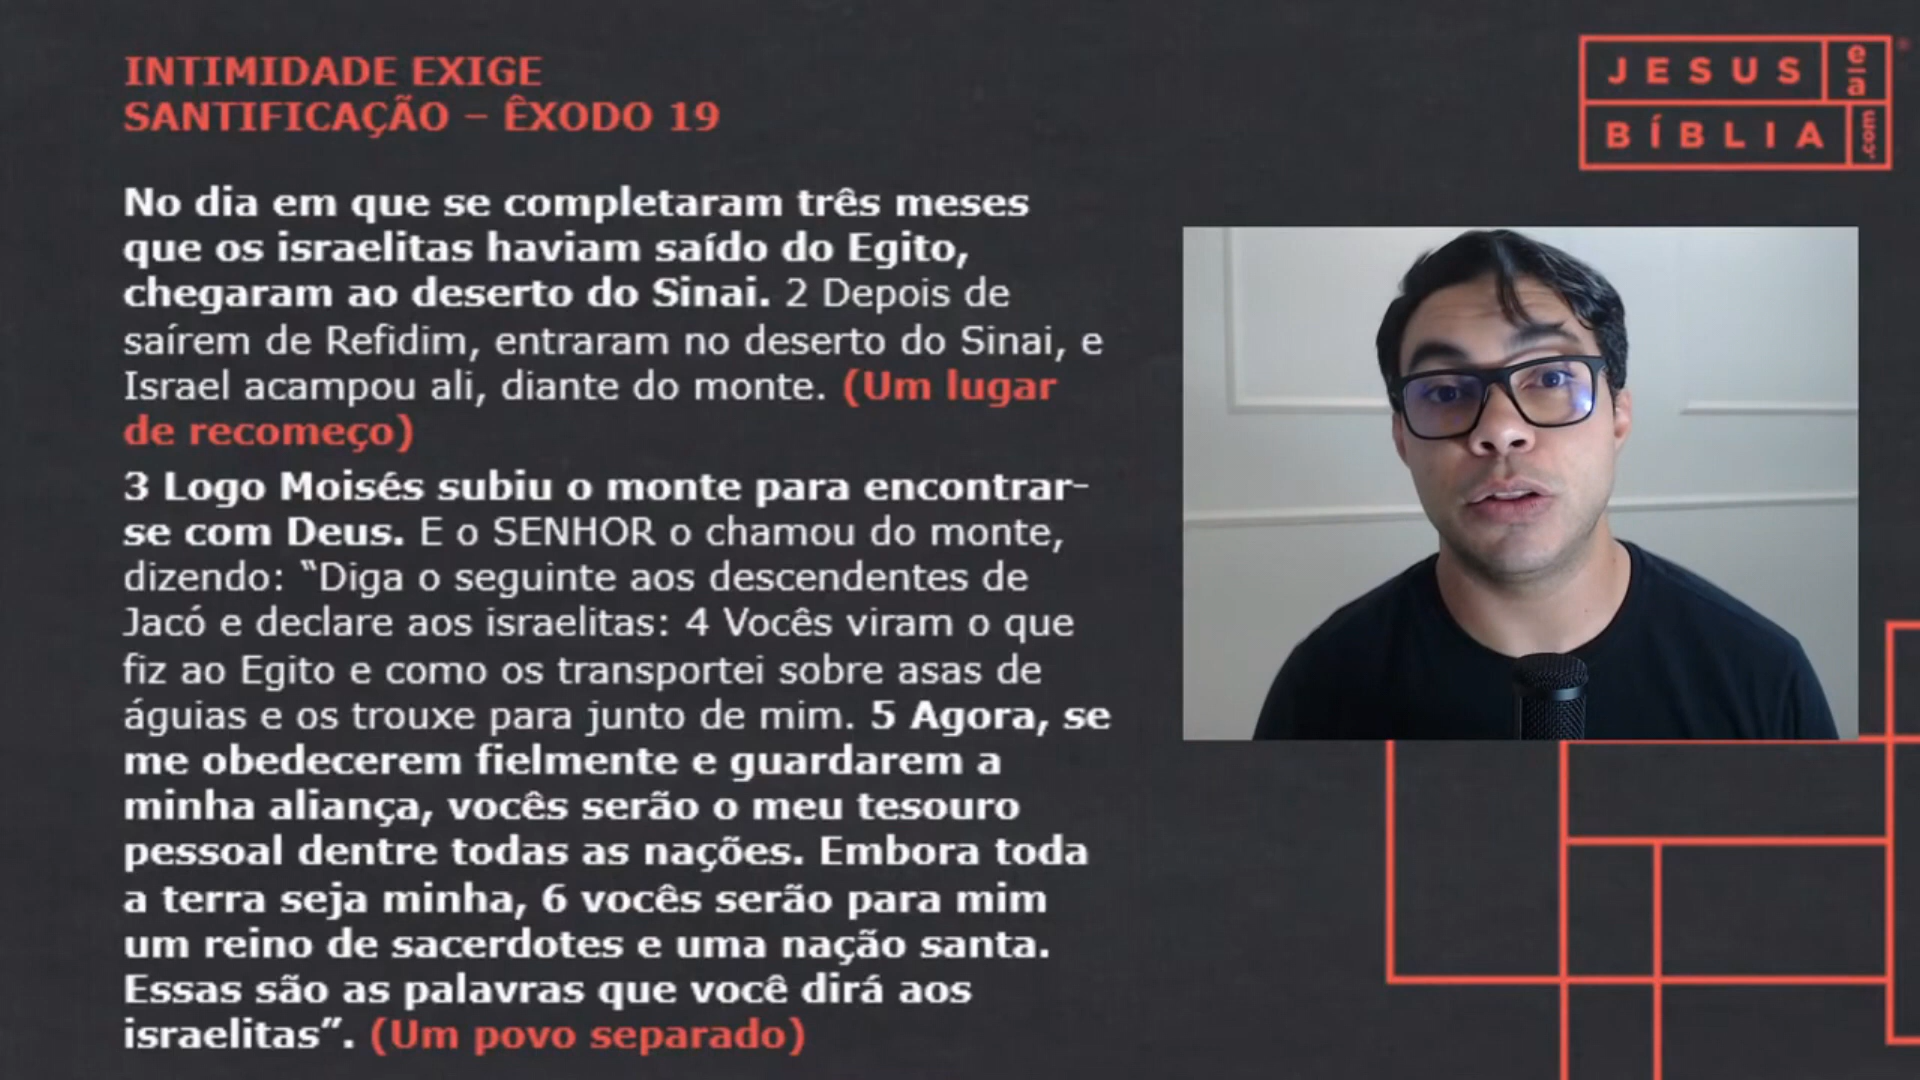 INTIMIDADE EXIGE
SANTIFICAÇÃO – ÊXODO 19
No dia em que se completaram três meses
que os israelitas haviam saído do Egito,
chegaram ao deserto do Sinai. 2 Depois de
saírem de Refidim, entraram no deserto do Sinai, e
Israel acampou ali, diante do monte. (Um lugar
de recomeço)
3 Logo Moisés subiu o monte para encontrar-
se com Deus. E o SENHOR o chamou do monte,
dizendo: “Diga o seguinte aos descendentes de
Jacó e declare aos israelitas: 4 Vocês viram o que
fiz ao Egito e como os transportei sobre asas de
águias e os trouxe para junto de mim. 5 Agora, se
me obedecerem fielmente e guardarem a
minha aliança, vocês serão o meu tesouro
pessoal dentre todas as nações. Embora toda
a terra seja minha, 6 vocês serão para mim
um reino de sacerdotes e uma nação santa.
Essas são as palavras que você dirá aos
israelitas”. (Um povo separado)
JESUS e a
BÍBLIA .com